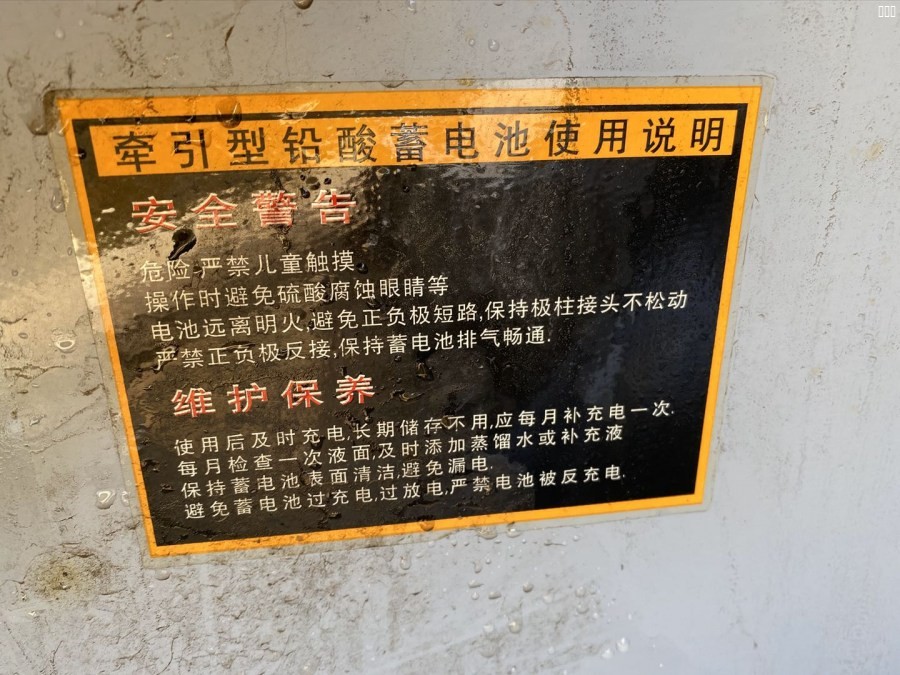 牵引型铅酸蓄电池使用说明
安全警告
危险:严禁儿童触摸.
操作时避免硫酸腐蚀眼睛等
电池远离明火,避免正负极短路,保持极柱接头不松动
严禁正负极反接,保持蓄电池排气畅通.
维护保养
使用后及时充电,长期储存不用,应每月补充电一次.
每月检查一次液面,及时添加蒸馏水或补充液
保持蓄电池表面清洁,避免漏电.
避免蓄电池过充电,过放电,严禁电池被反充电.